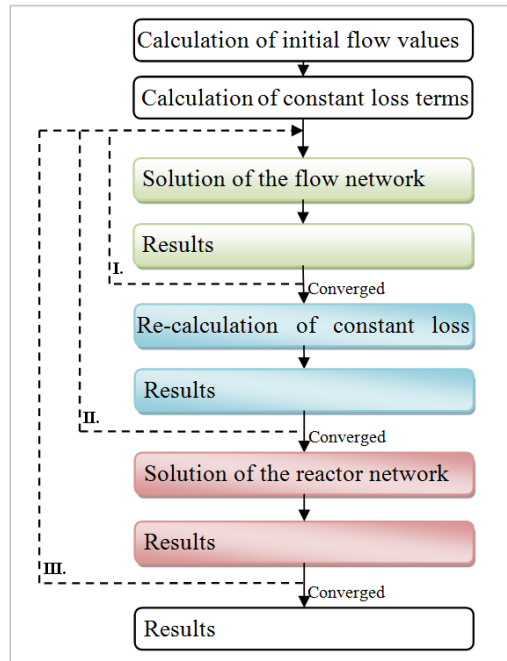 Calculation of initial flow values
Calculation of constant loss terms
Solution of the flow network
Results
I.
Converged
Re-calculation of constant loss
Results
II.
Converged
Solution of the reactor network
Results
III.
Converged
Results